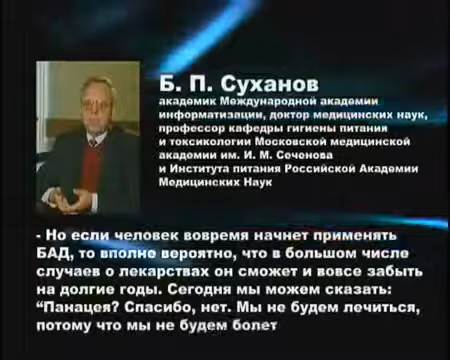 Б. П. Суханов
академик Международной академии
информатизации, доктор медицинских наук,
профессор кафедры гигиены питания
и токсикологии Московской медицинской
академии им. И. М. Сеченова
и Института питания Российской Академии
Медицинских Наук
- Но если человек вовремя начнет применять
БАД, то вполне вероятно, что в большом числе
случаев о лекарствах он сможет и вовсе забыть
на долгие годы. Сегодня мы можем сказать:
“Панацея? Спасибо, нет. Мы не будем лечиться,
потому что мы не будем болет